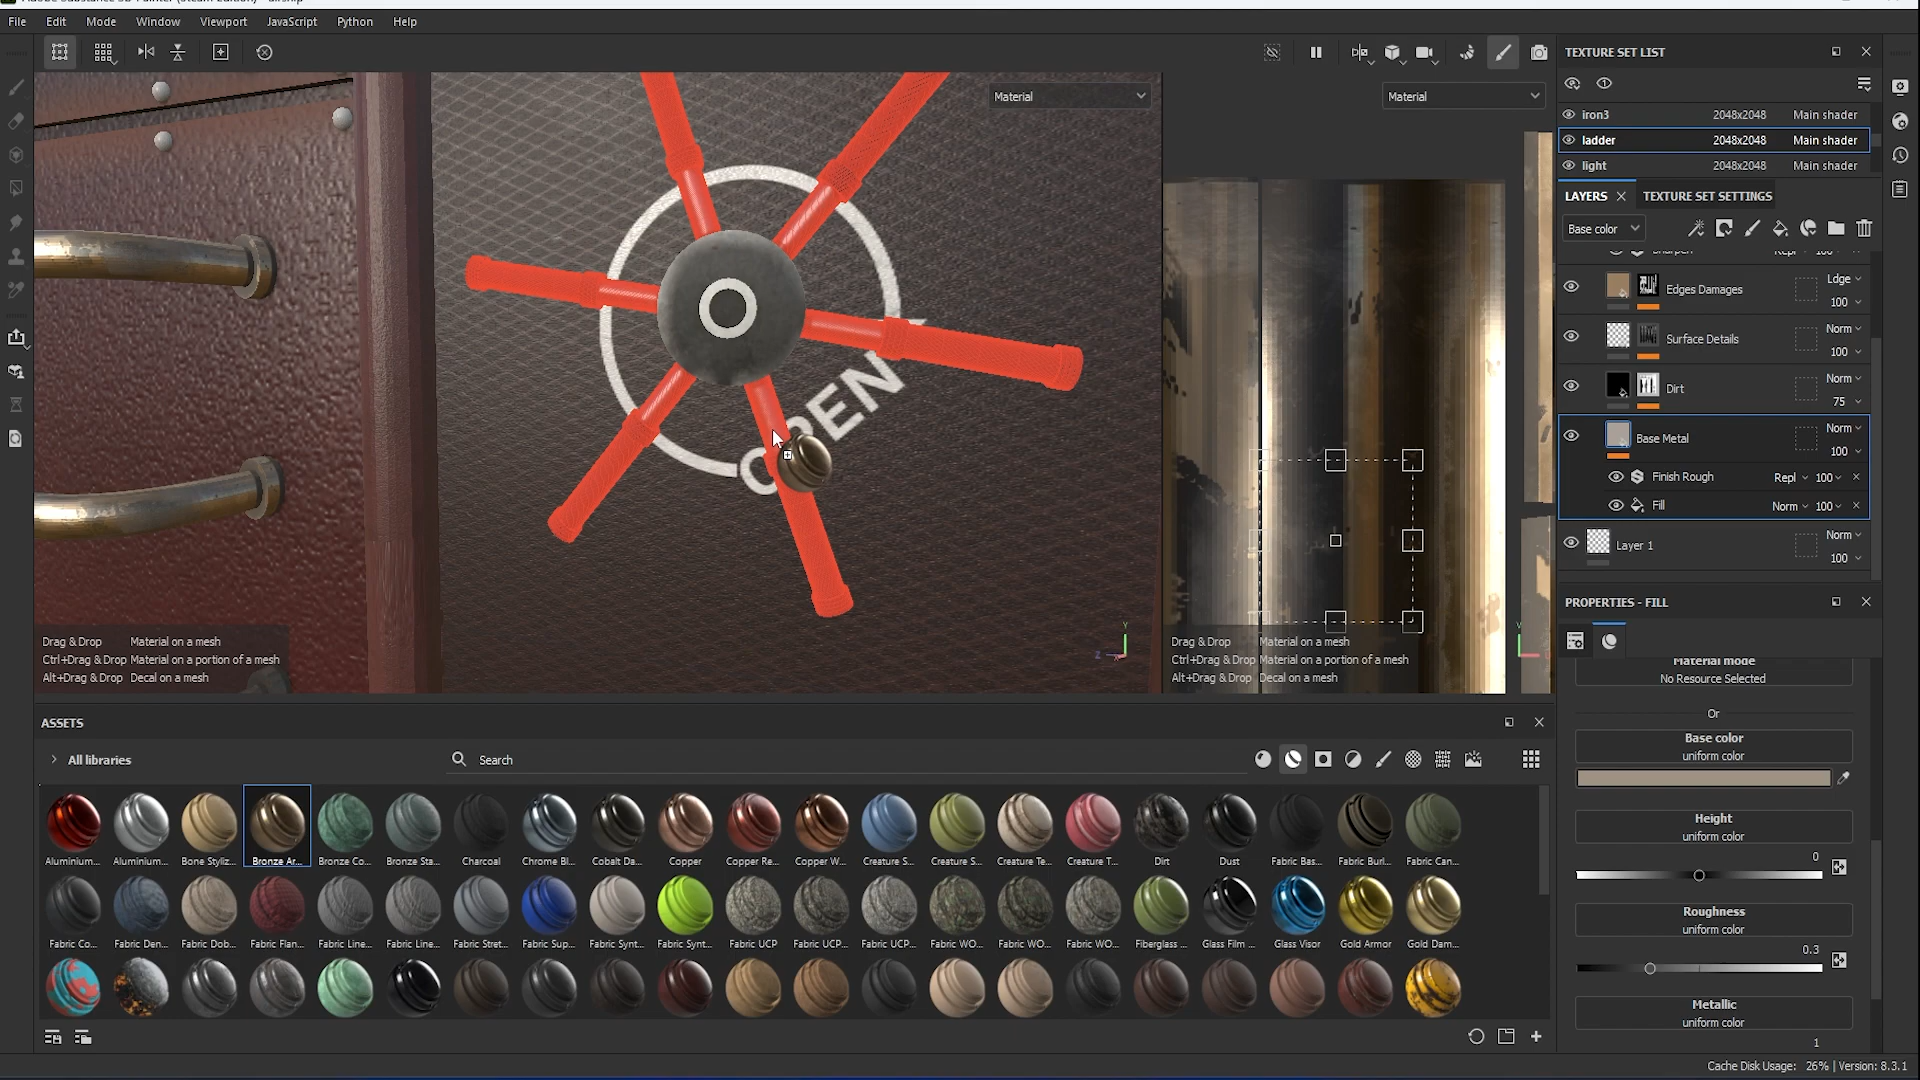 File Edit Mode Window Viewport JavaScript Python Help
Material
Material
OPEN
Drag & Drop Material on a mesh
Ctrl+Drag & Drop Material on a portion of a mesh
Alt+Drag & Drop Decal on a mesh
Y
Z
Drag & Drop Material on a mesh
Ctrl+Drag & Drop Material on a portion of a mesh
Alt+Drag & Drop Decal on a mesh
TEXTURE SET LIST
iron3 2048x2048 Main shader
ladder 2048x2048 Main shader
light 2048x2048 Main shader
LAYERS TEXTURE SET SETTINGS
Base color
Edges Damages Ldge 100
Surface Details Norm 100
Dirt Norm 75
Base Metal Norm 100
Finish Rough Repl 100
Fill Norm 100
Layer 1 Norm 100
PROPERTIES - FILL
Material mode
No Resource Selected
Or
Base color
uniform color
Height
uniform color
0
Roughness
uniform color
0.3
Metallic
uniform color
1
ASSETS
All libraries Search
Aluminium... Aluminium... Bone Styliz... Bronze Ar... Bronze Co... Bronze Sta... Charcoal Chrome Bl... Cobalt Da... Copper Copper Re... Copper W... Creature S... Creature S... Creature Te... Creature T... Dirt Dust Fabric Bas... Fabric Burl... Fabric Can...
Fabric Co... Fabric Den... Fabric Dob... Fabric Flan... Fabric Line... Fabric Line... Fabric Stret... Fabric Sup... Fabric Synt... Fabric Synt... Fabric UCP Fabric UCP... Fabric UCP... Fabric WO... Fabric WO... Fabric WO... Fiberglass ... Glass Film ... Glass Visor Gold Armor Gold Dam...
Cache Disk Usage: 26% | Version: 8.3.1